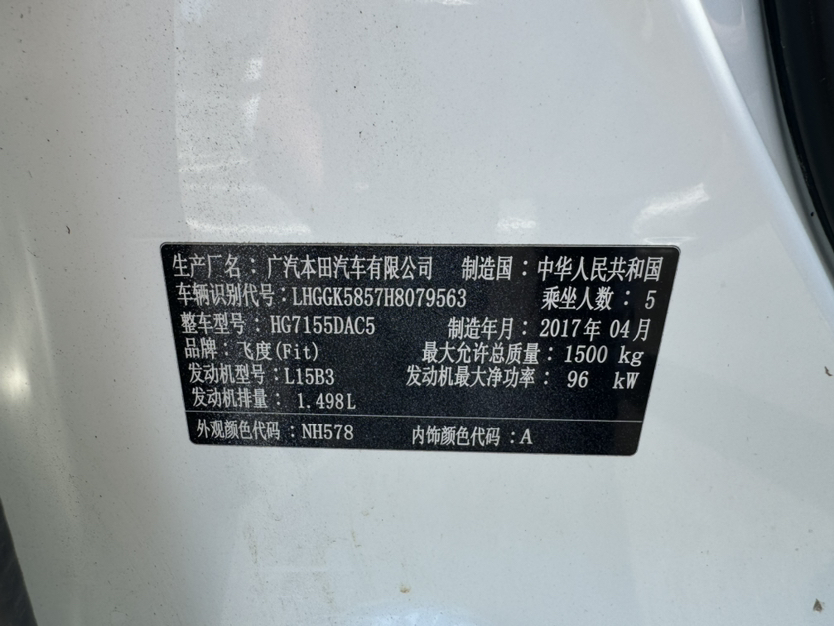 生产厂名：广汽本田汽车有限公司 制造国：中华人民共和国
车辆识别代号：LHGGK5857H8079563 乘坐人数：5
整车型号：HG7155DAC5 制造年月：2017年04月
品牌：飞度(Fit) 最大允许总质量：1500 kg
发动机型号：L15B3 发动机最大净功率：96 kW
发动机排量：1.498L
外观颜色代码：NH578 内饰颜色代码：A